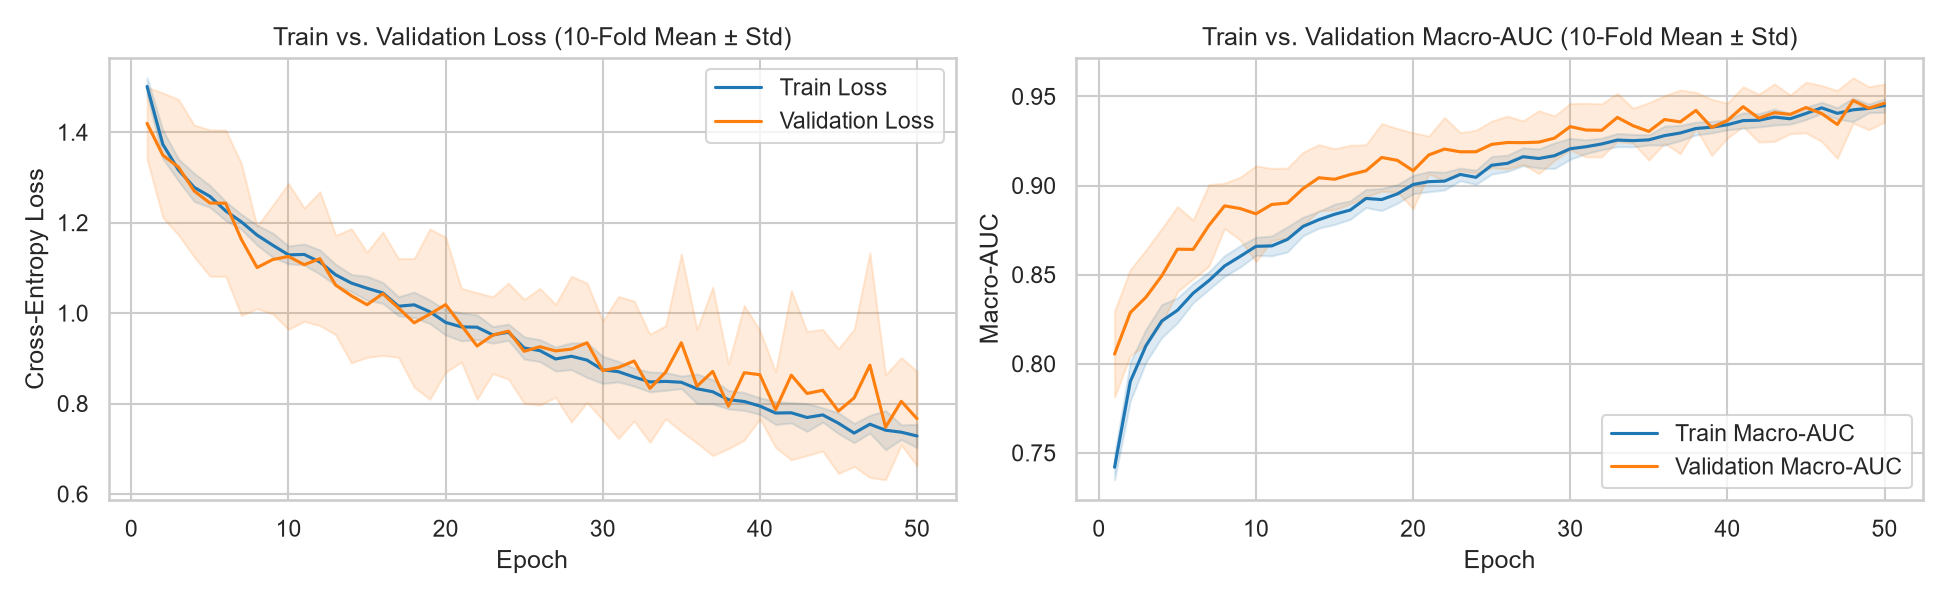 Train vs. Validation Loss (10-Fold Mean ± Std)
Cross-Entropy Loss
1.4
1.2
1.0
0.8
0.6
Train Loss
Validation Loss
0 10 20 30 40 50
Epoch
Train vs. Validation Macro-AUC (10-Fold Mean ± Std)
Macro-AUC
0.95
0.90
0.85
0.80
0.75
Train Macro-AUC
Validation Macro-AUC
0 10 20 30 40 50
Epoch